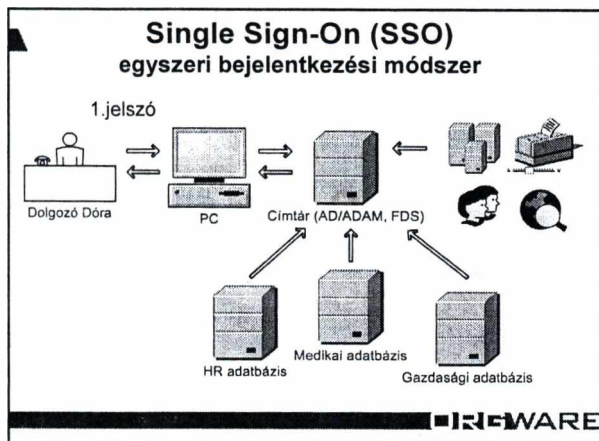 Single Sign-On (SSO)
egyszeri bejelentkezési módszer
1.jelszó
Dolgozó Dóra
PC
Címtár (AD/ADAM, FDS)
HR adatbázis
Medikai adatbázis
Gazdasági adatbázis
ORGWARE